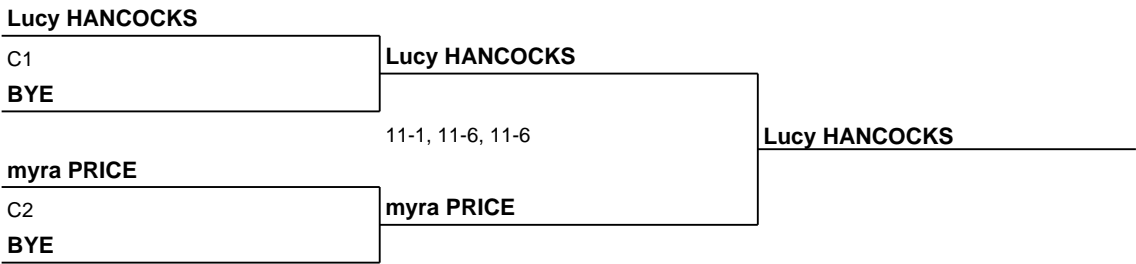 Lucy HANCOCKS
C1
Lucy HANCOCKS
BYE
11-1, 11-6, 11-6
Lucy HANCOCKS
myra PRICE
C2
myra PRICE
BYE